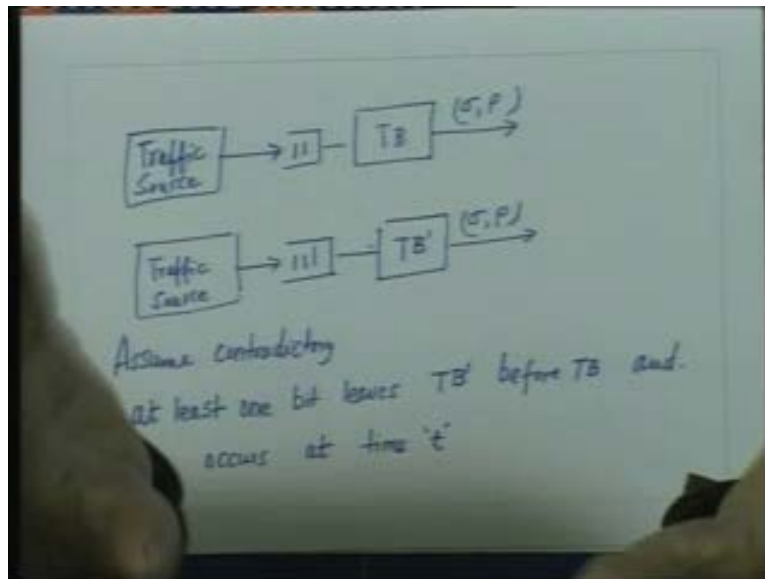 (σ, ρ)
Traffic
Source
TB
(σ, ρ)
Traffic
Source
TB'
Assume contradictory
at least one bit leaves TB' before TB and.
occurs at time 't'